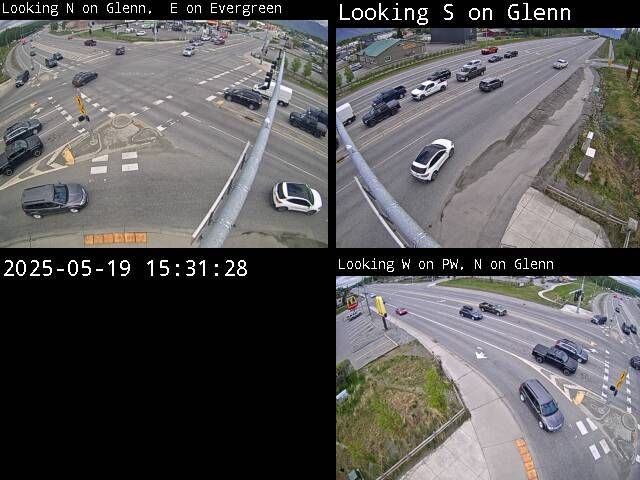 Looking N on Glenn,  E on Evergreen
Looking S on Glenn
2025-05-19 15:31:28
Looking W on PW, N on Glenn